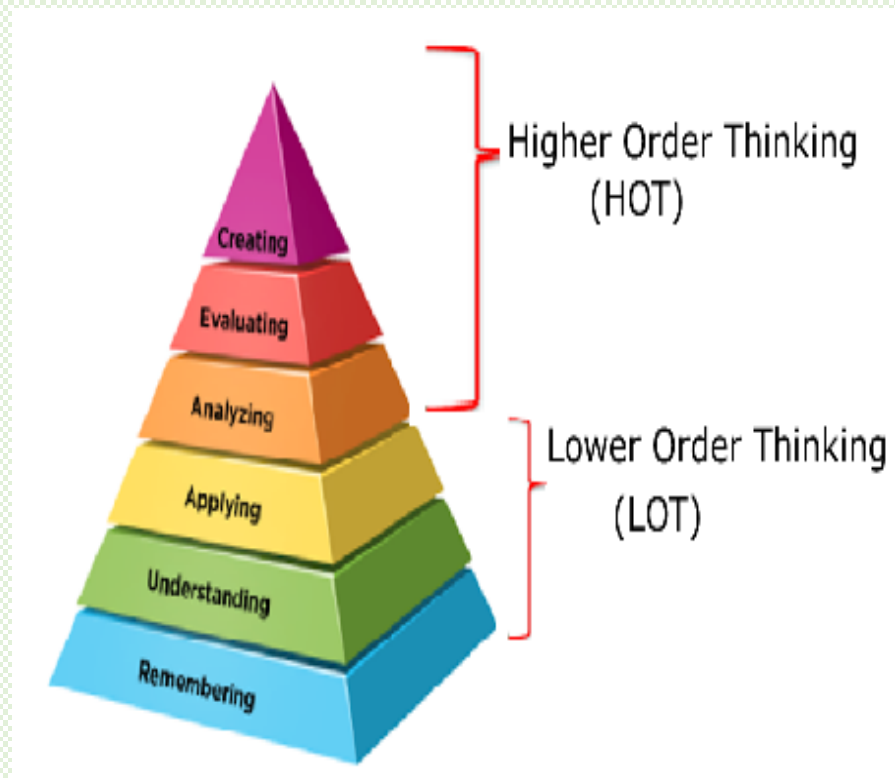 Higher Order Thinking
(HOT)
Creating
Evaluating
Analyzing
Lower Order Thinking
(LOT)
Applying
Understanding
Remembering